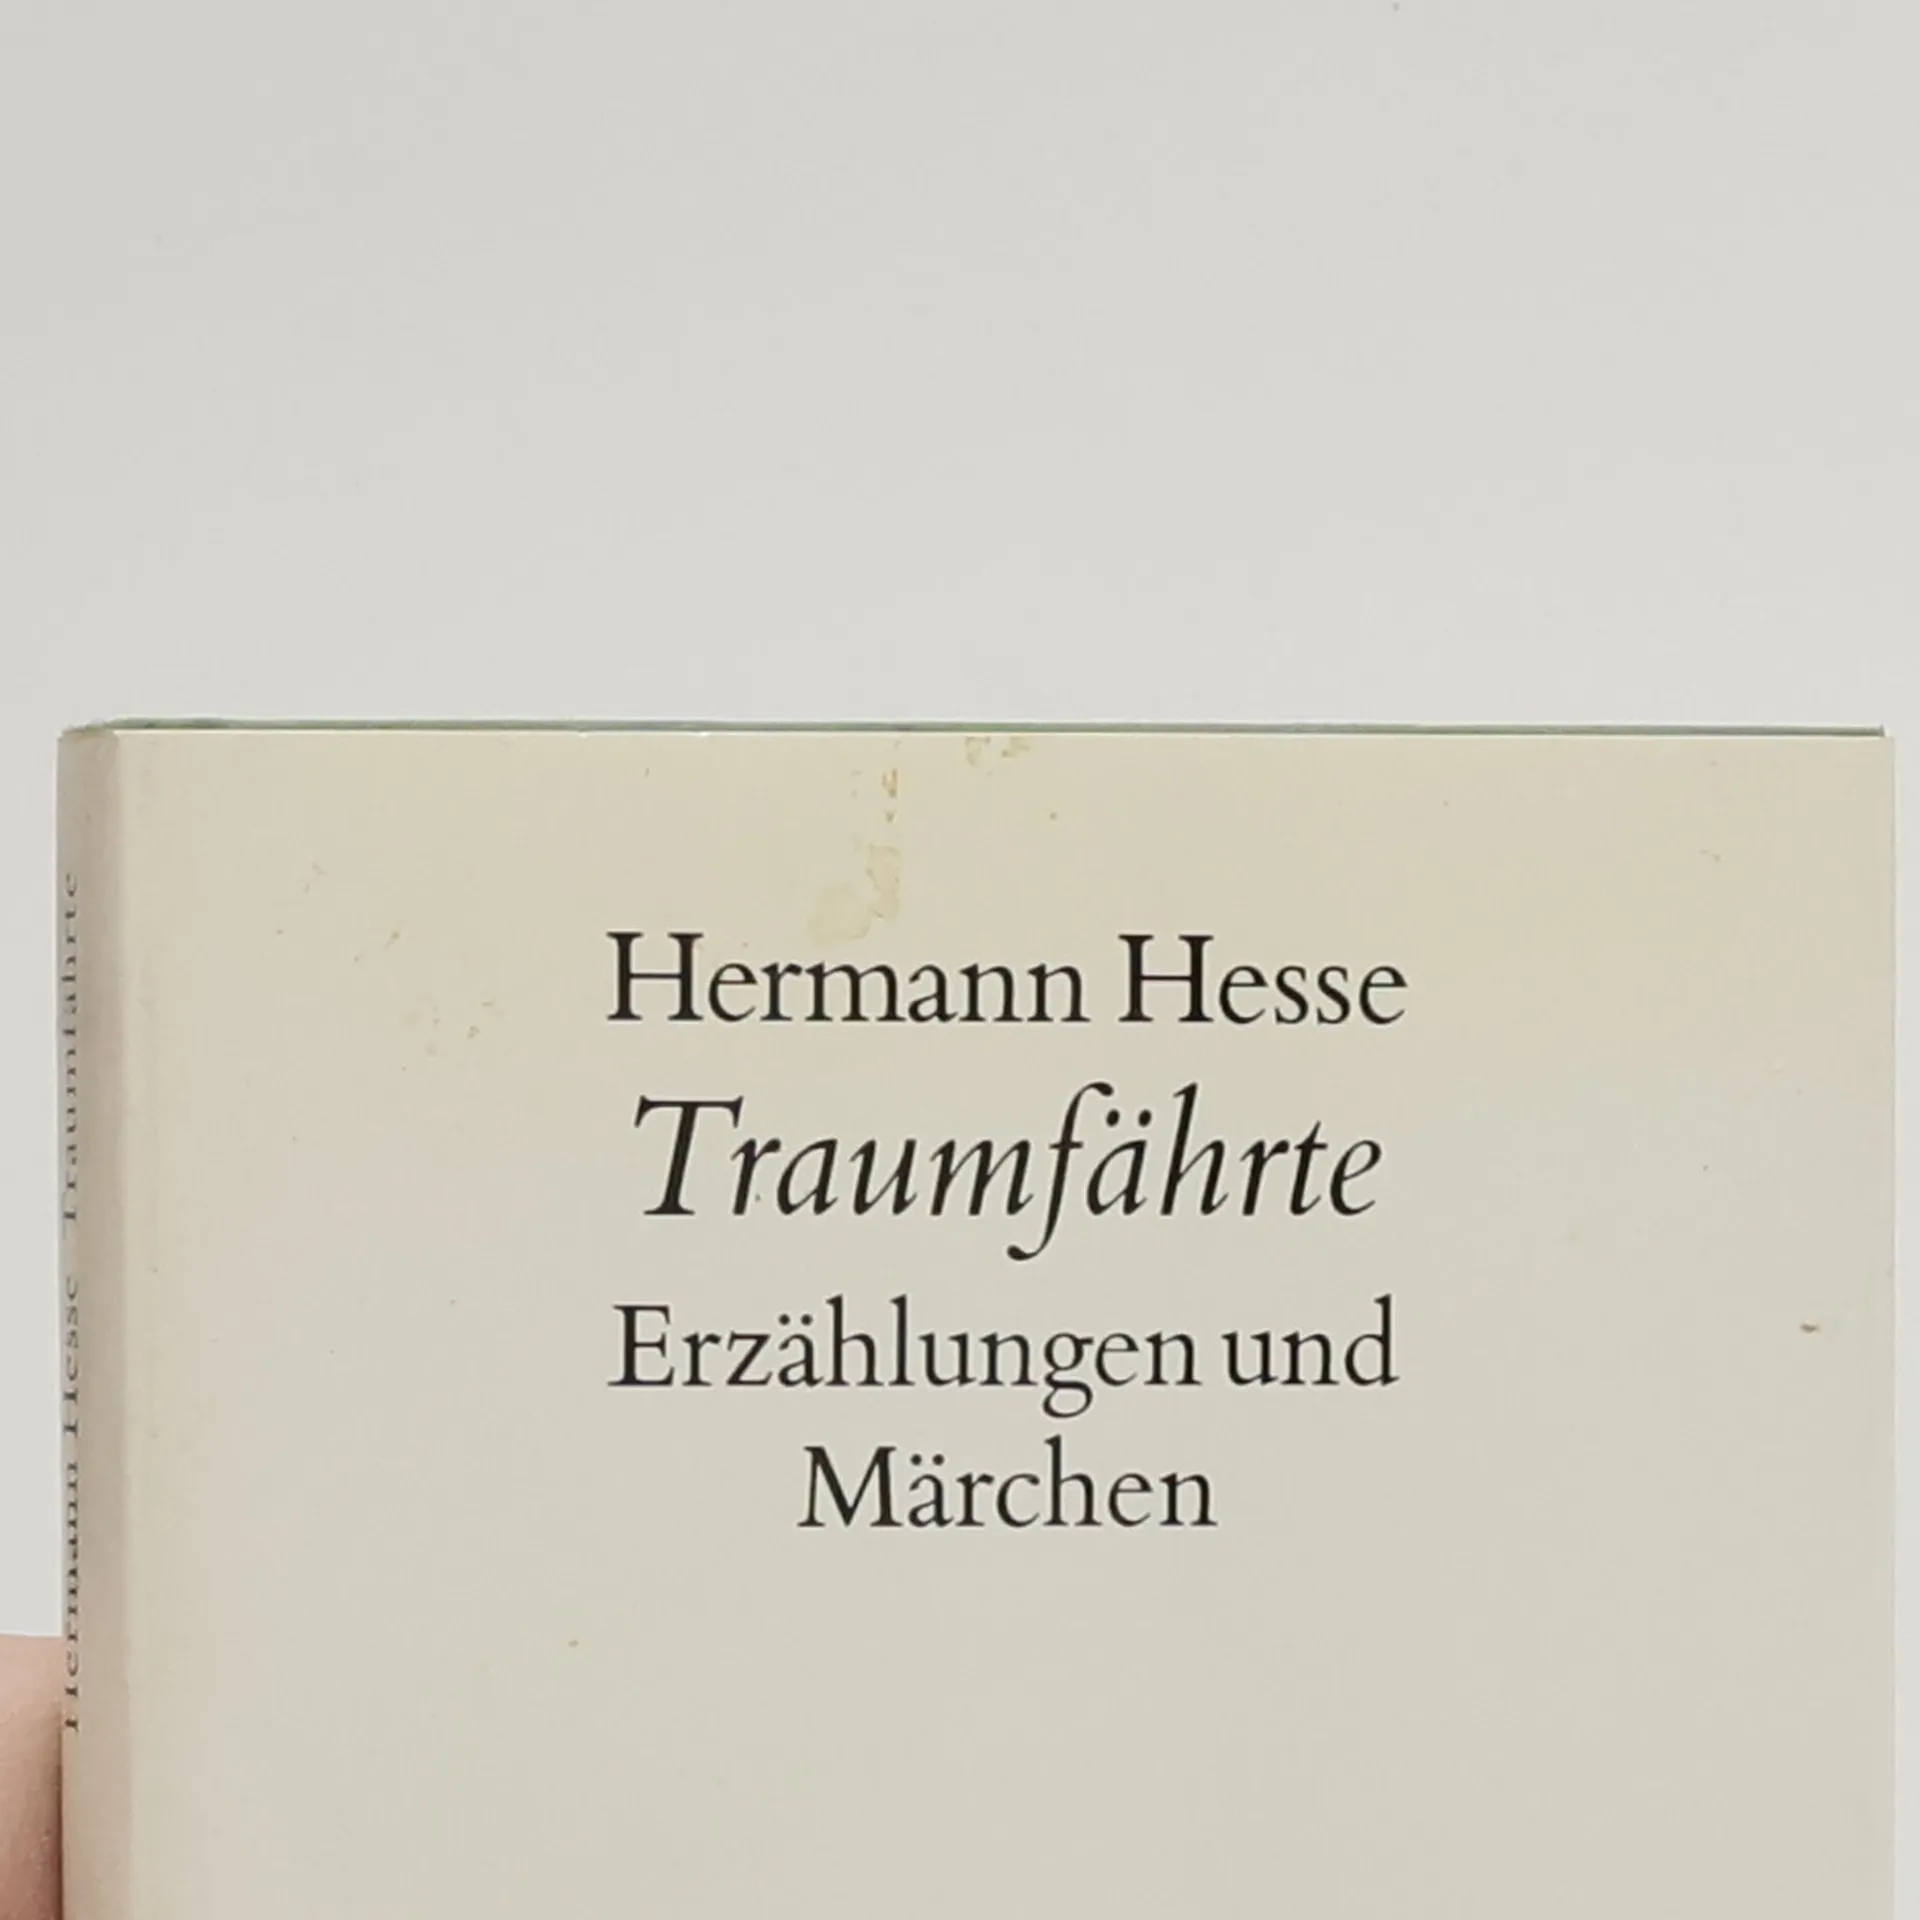 Hermann Hesse
Traumfährte
Erzählungen und
Märchen
Hermann Hesse Traumfährte